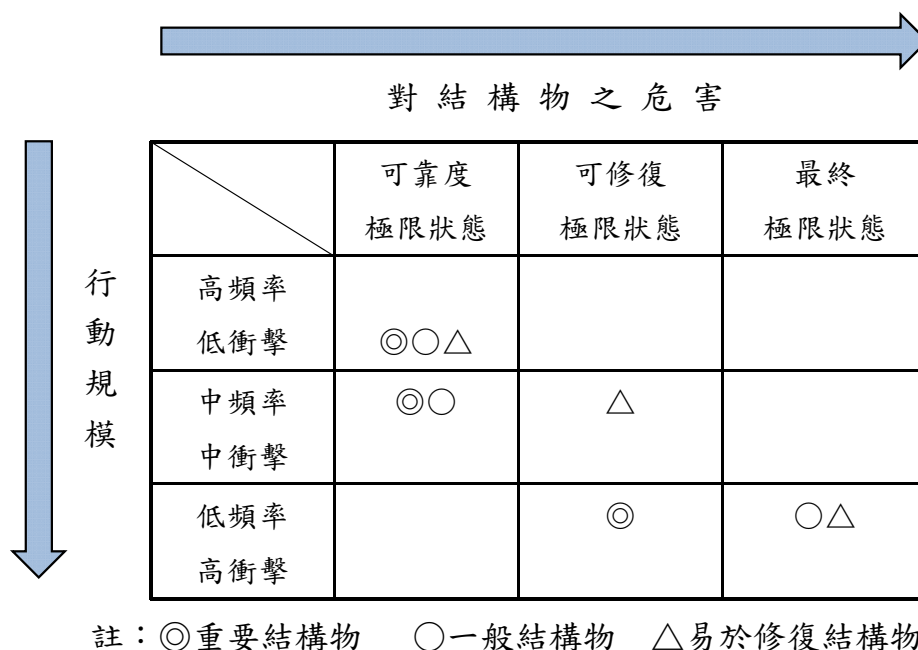 對結構物之危害
行動規模
可靠度
極限狀態
可修復
極限狀態
最終
極限狀態
高頻率
低衝擊
◎○△
中頻率
中衝擊
◎○
△
低頻率
高衝擊
◎
○△
註：◎重要結構物 ○一般結構物 △易於修復結構物